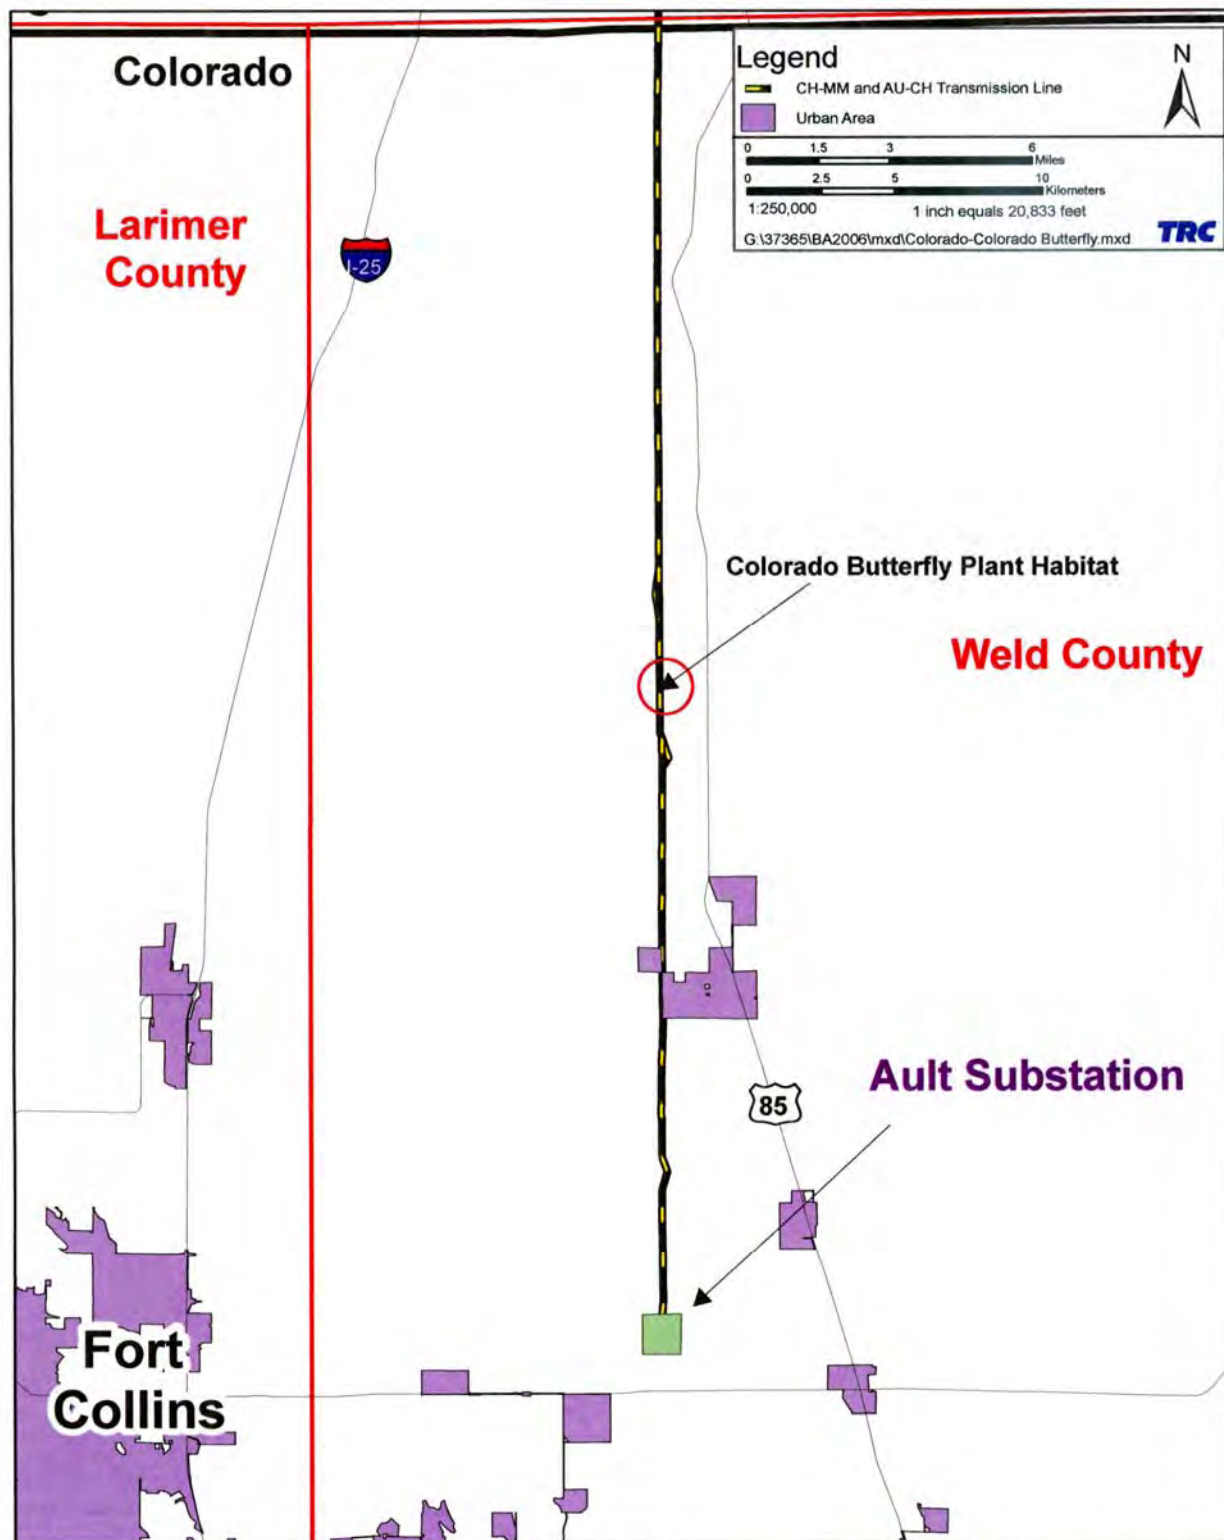 Colorado
Legend
N
CH-MM and AU-CH Transmission Line
Urban Area
0 1.5 3 6
Miles
0 2.5 5 10
Kilometers
1:250,000 1 inch equals 20,833 feet
G:\37365\BA2006\mxd\Colorado-Colorado Butterfly.mxd
TRC
Larimer
County
I-25
Colorado Butterfly Plant Habitat
Weld County
Ault Substation
85
Fort
Collins